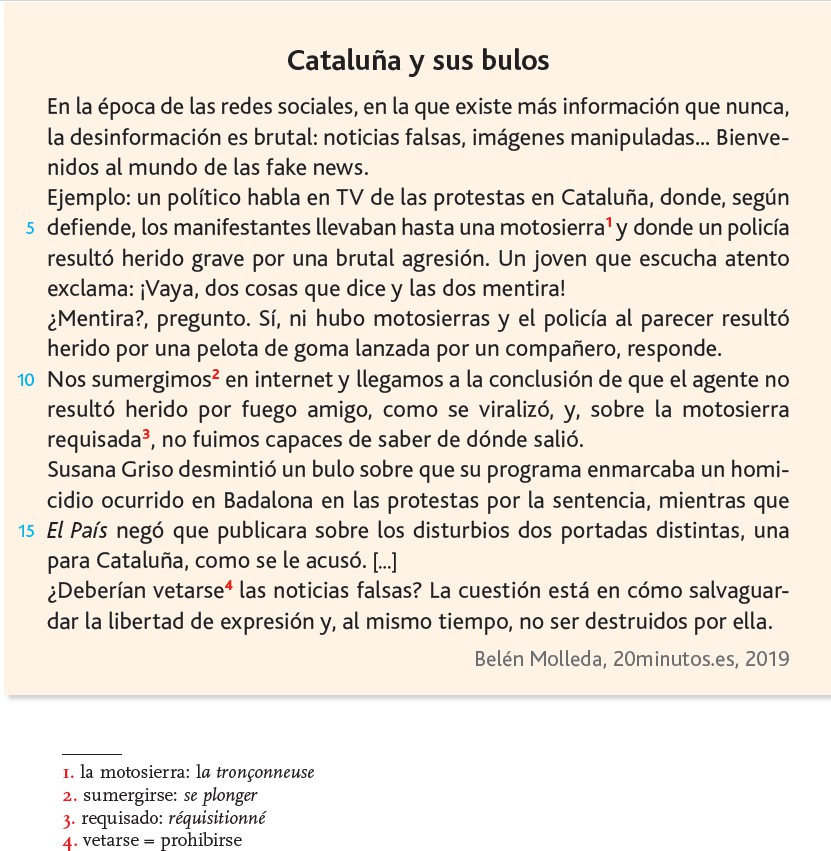 Cataluña y sus bulos
En la época de las redes sociales, en la que existe más información que nunca,
la desinformación es brutal: noticias falsas, imágenes manipuladas... Bienve-
nidos al mundo de las fake news.
Ejemplo: un político habla en TV de las protestas en Cataluña, donde, según
5 defiende, los manifestantes llevaban hasta una motosierra¹ y donde un policía
resultó herido grave por una brutal agresión. Un joven que escucha atento
exclama: ¡Vaya, dos cosas que dice y las dos mentira!
¿Mentira?, pregunto. Sí, ni hubo motosierras y el policía al parecer resultó
herido por una pelota de goma lanzada por un compañero, responde.
10 Nos sumergimos² en internet y llegamos a la conclusión de que el agente no
resultó herido por fuego amigo, como se viralizó, y, sobre la motosierra
requisada³, no fuimos capaces de saber de dónde salió.
Susana Griso desmintió un bulo sobre que su programa enmarcaba un homi-
cidio ocurrido en Badalona en las protestas por la sentencia, mientras que
15 El País negó que publicara sobre los disturbios dos portadas distintas, una
para Cataluña, como se le acusó. [...]
¿Deberían vetarse⁴ las noticias falsas? La cuestión está en cómo salvaguar-
dar la libertad de expresión y, al mismo tiempo, no ser destruidos por ella.
Belén Molleda, 20minutos.es, 2019
1. la motosierra: la tronçonneuse
2. sumergirse: se plonger
3. requisado: réquisitionné
4. vetarse = prohibirse